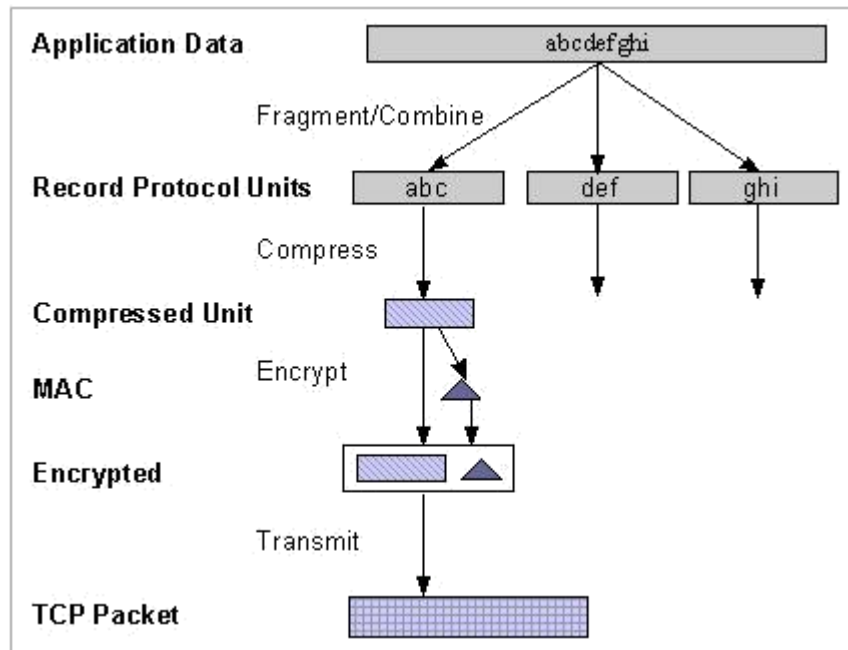 Application Data
abcdefghi
Fragment/Combine
Record Protocol Units
abc
def
ghi
Compress
Compressed Unit
Encrypt
MAC
Encrypted
Transmit
TCP Packet